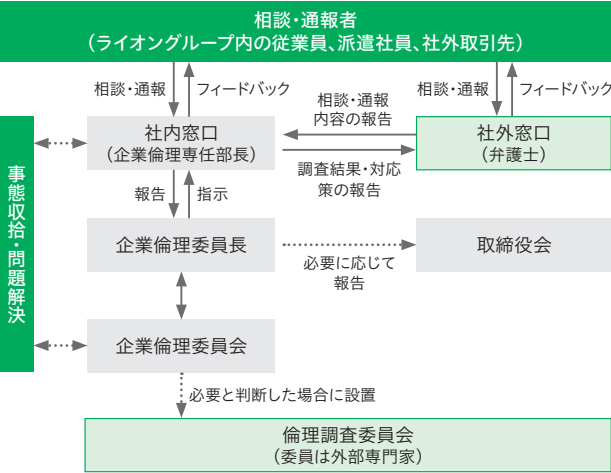 相談・通報者
（ライオングループ内の従業員、派遣社員、社外取引先）
相談・通報
フィードバック
相談・通報
内容の報告
相談・通報
フィードバック
社内窓口
（企業倫理専任部長）
社外窓口
（弁護士）
調査結果・対応
策の報告
事態収拾・問題解決
報告
指示
企業倫理委員長
取締役会
必要に応じて
報告
企業倫理委員会
必要と判断した場合に設置
倫理調査委員会
（委員は外部専門家）